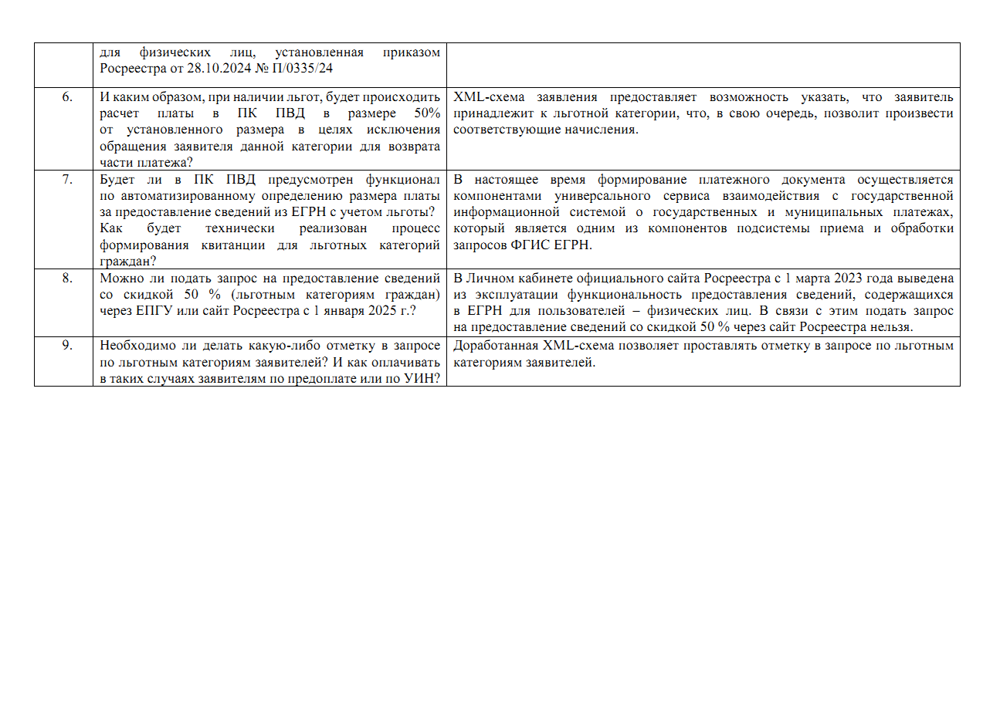 для физических лиц, установленная приказом
Росреестра от 28.10.2024 № П/0335/24
6.
И каким образом, при наличии льгот, будет происходить
расчет платы в ПК ПВД в размере 50%
от установленного размера в целях исключения
обращения заявителя данной категории для возврата
части платежа?
XML-схема заявления предоставляет возможность указать, что заявитель
принадлежит к льготной категории, что, в свою очередь, позволит произвести
соответствующие начисления.
7.
Будет ли в ПК ПВД предусмотрен функционал
по автоматизированному определению размера платы
за предоставление сведений из ЕГРН с учетом льготы?
Как будет технически реализован процесс
формирования квитанции для льготных категорий
граждан?
В настоящее время формирование платежного документа осуществляется
компонентами универсального сервиса взаимодействия с государственной
информационной системой о государственных и муниципальных платежах,
который является одним из компонентов подсистемы приема и обработки
запросов ФГИС ЕГРН.
8.
Можно ли подать запрос на предоставление сведений
со скидкой 50 % (льготным категориям граждан)
через ЕПГУ или сайт Росреестра с 1 января 2025 г.?
В Личном кабинете официального сайта Росреестра с 1 марта 2023 года выведена
из эксплуатации функциональность предоставления сведений, содержащихся
в ЕГРН для пользователей – физических лиц. В связи с этим подать запрос
на предоставление сведений со скидкой 50 % через сайт Росреестра нельзя.
9.
Необходимо ли делать какую-либо отметку в запросе
по льготным категориям заявителей? И как оплачивать
в таких случаях заявителям по предоплате или по УИН?
Доработанная XML-схема позволяет проставлять отметку в запросе по льготным
категориям заявителей.